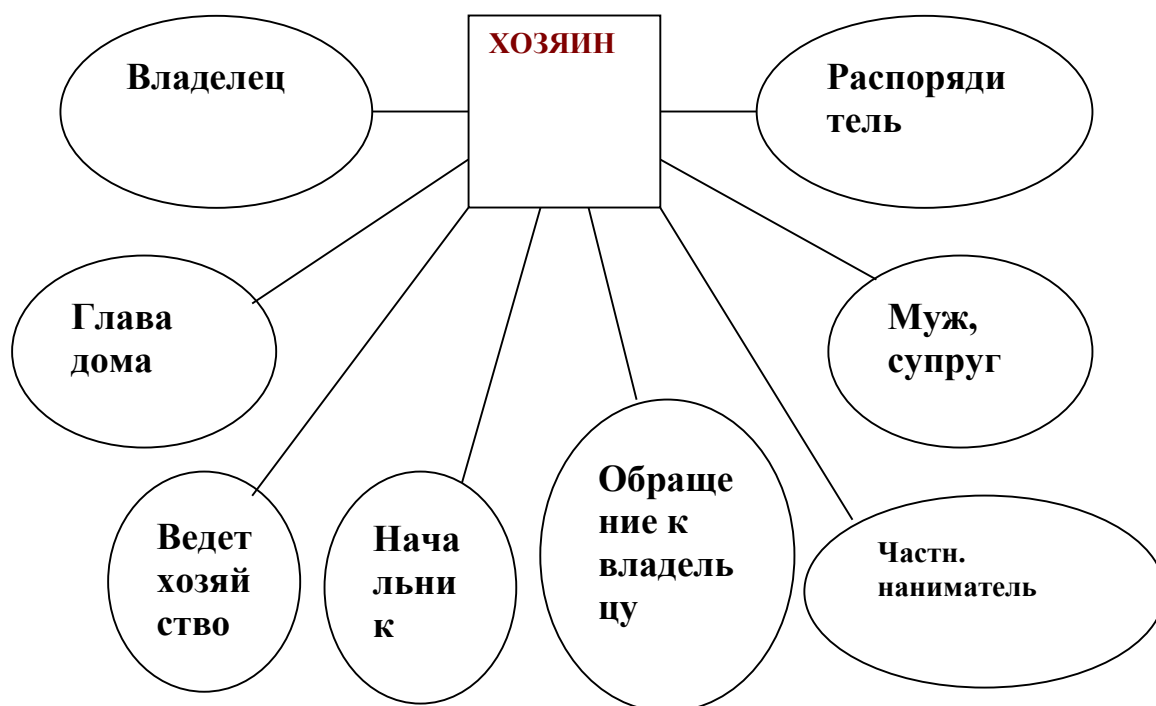 ХОЗЯИН
Владелец
Распоряди
тель
Глава
дома
Муж,
супруг
Ведет
хозяй
ство
Нача
льни
к
Обраще
ние к
владель
цу
Частн.
наниматель